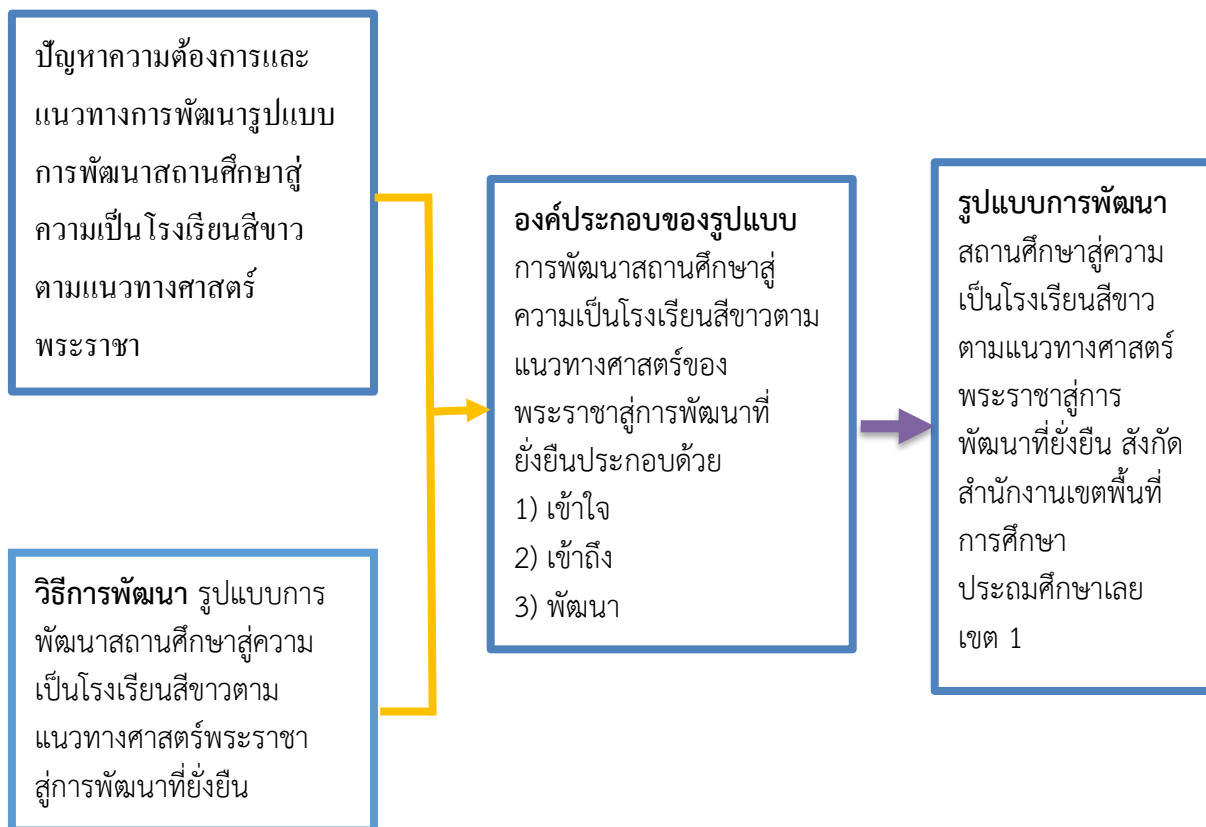 ปัญหาความต้องการและ
แนวทางการพัฒนารูปแบบ
การพัฒนาสถานศึกษาสู่
ความเป็นโรงเรียนสีขาว
ตามแนวทางศาสตร์
พระราชา
วิธีการพัฒนา รูปแบบการ
พัฒนาสถานศึกษาสู่ความ
เป็นโรงเรียนสีขาวตาม
แนวทางศาสตร์พระราชา
สู่การพัฒนาที่ยั่งยืน
องค์ประกอบของรูปแบบ
การพัฒนาสถานศึกษาสู่
ความเป็นโรงเรียนสีขาวตาม
แนวทางศาสตร์ของ
พระราชาสู่การพัฒนาที่
ยั่งยืนประกอบด้วย
1) เข้าใจ
2) เข้าถึง
3) พัฒนา
รูปแบบการพัฒนา
สถานศึกษาสู่ความ
เป็นโรงเรียนสีขาว
ตามแนวทางศาสตร์
พระราชาสู่การ
พัฒนาที่ยั่งยืน สังกัด
สำนักงานเขตพื้นที่
การศึกษา
ประถมศึกษาเลย
เขต 1